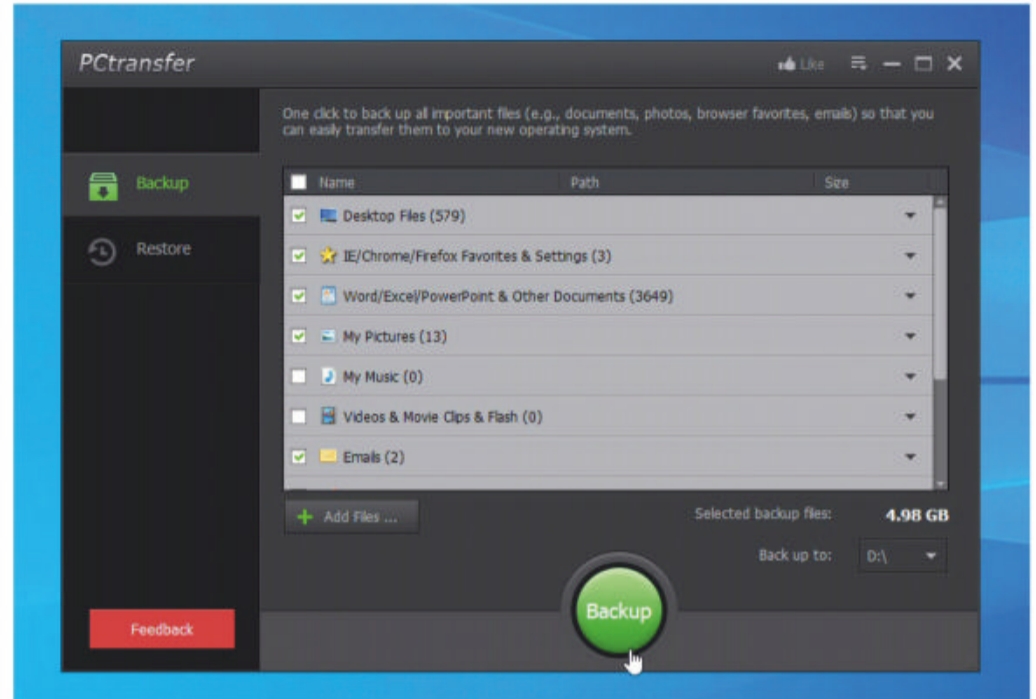 PCtransfer
Like
One click to back up all important files (e.g., documents, photos, browser favorites, emails) so that you
can easily transfer them to your new operating system.
Backup
Restore
Name Path Size
Desktop Files (579)
IE/Chrome/Firefox Favorites & Settings (3)
Word/Excel/PowerPoint & Other Documents (3649)
My Pictures (13)
My Music (0)
Videos & Movie Clips & Flash (0)
Emails (2)
Add Files ...
Selected backup files: 4.98 GB
Back up to: D:\
Backup
Feedback